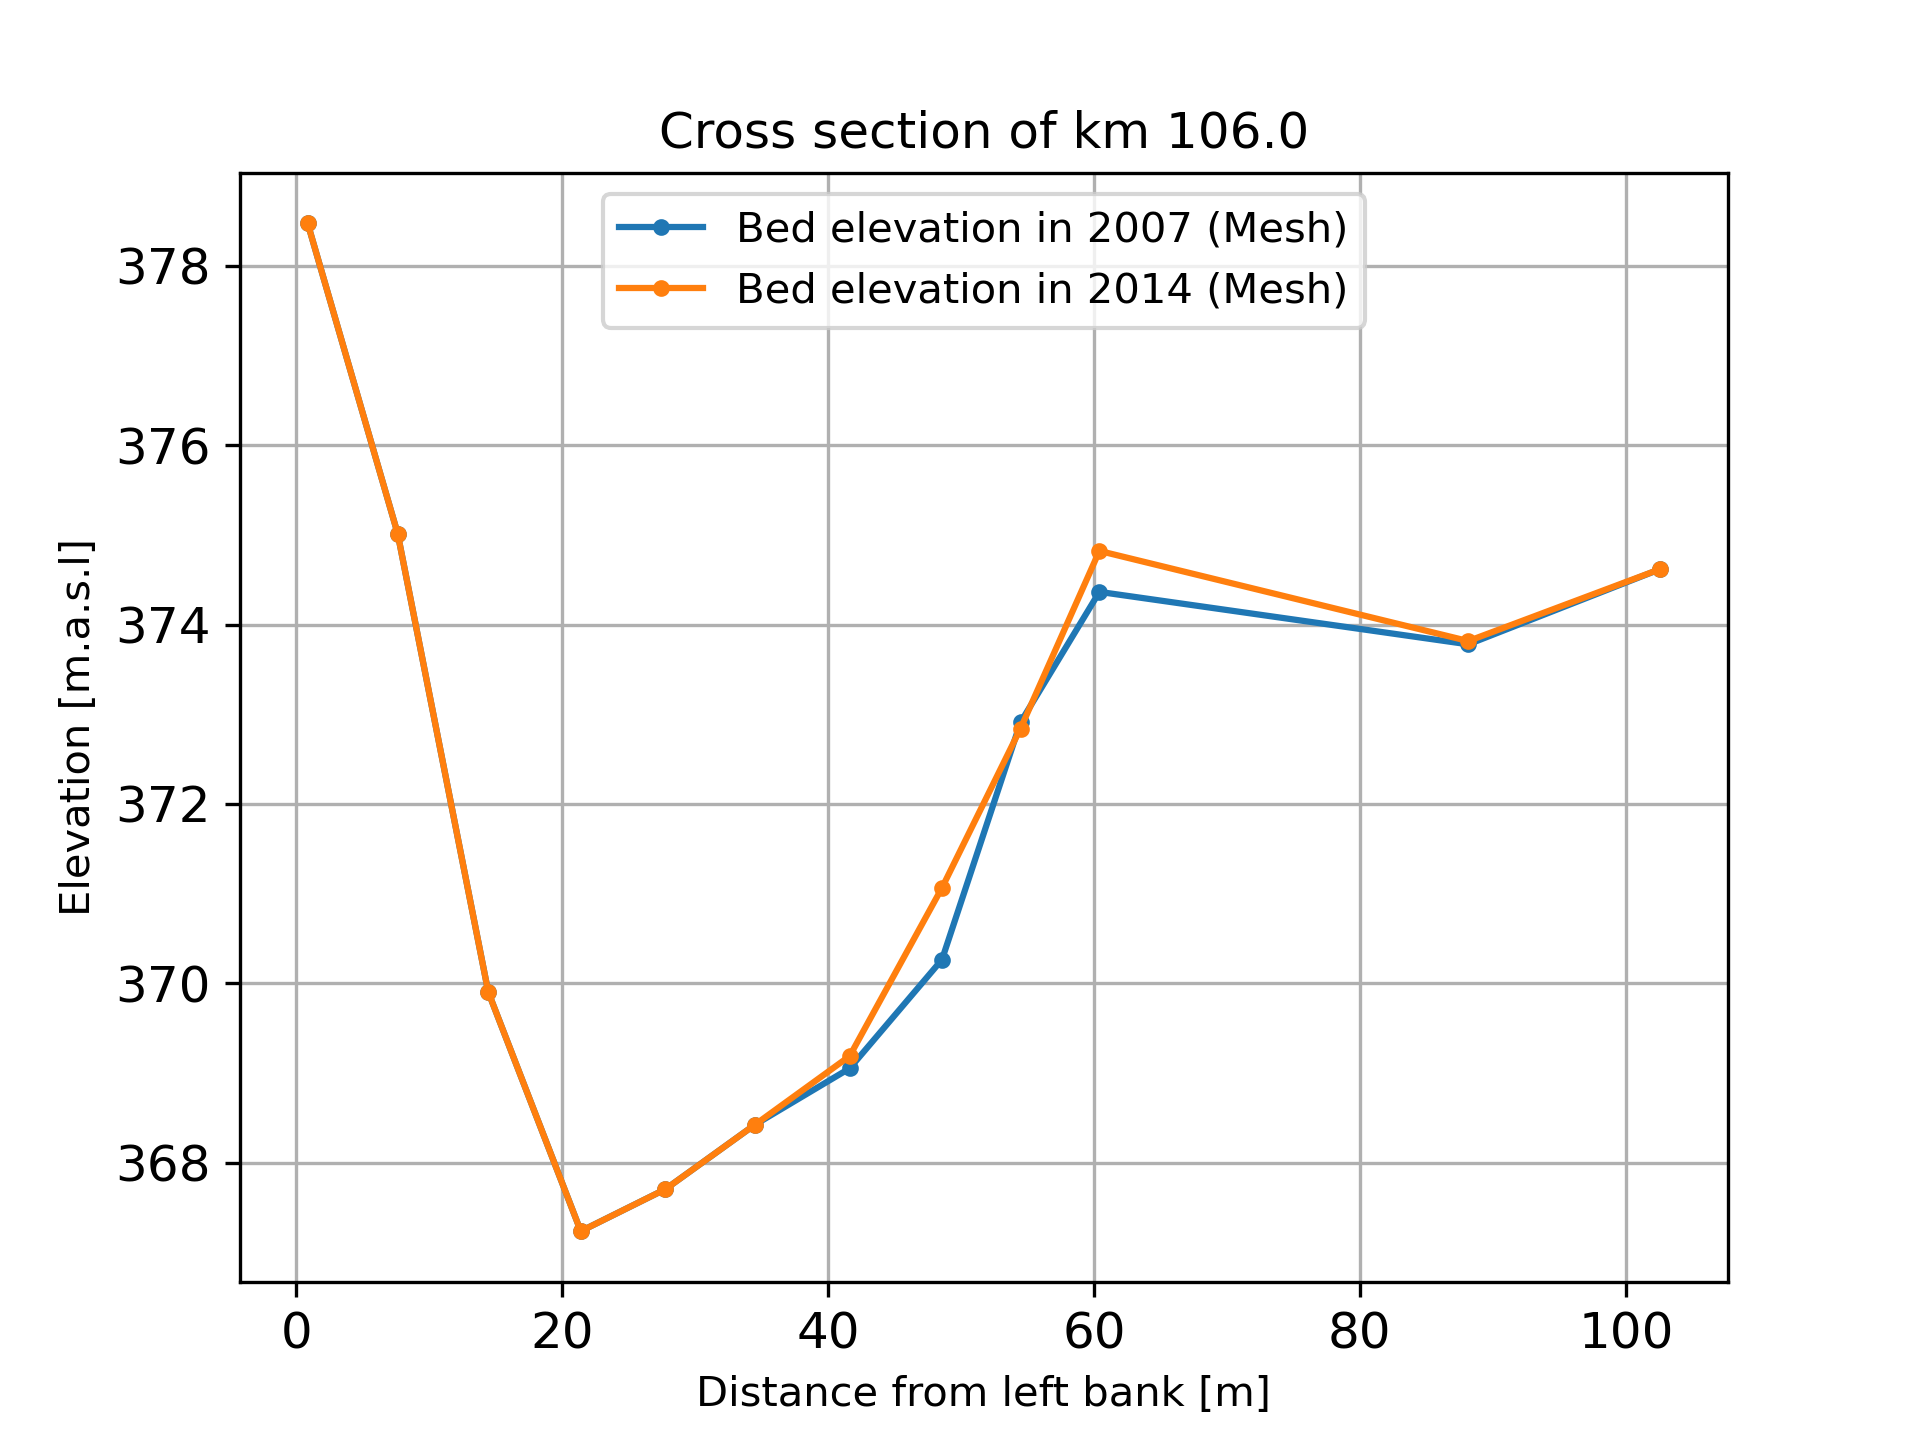 Cross section of km 106.0
Bed elevation in 2007 (Mesh)
Bed elevation in 2014 (Mesh)
Elevation [m.a.s.l]
378
376
374
372
370
368
0 20 40 60 80 100
Distance from left bank [m]